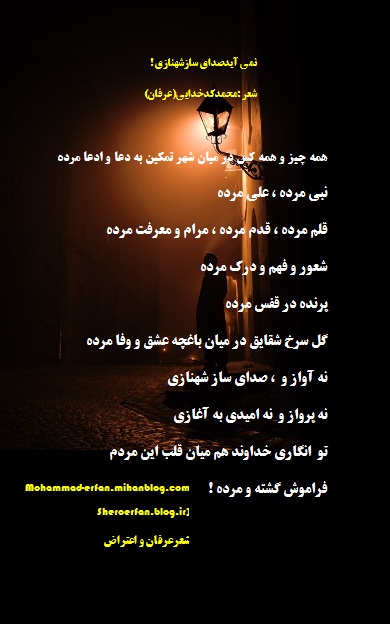 نمی آیدصدای سازشهنازی!
شعر:محمدکدخدایی(عرفان)
همه چیز و همه کس در میان شهر تمکین به دعا و ادعا مرده
نبی مرده ، علی مرده
قلم مرده ، قدم مرده ، مرام و معرفت مرده
شعور و فهم و درک مرده
پرنده در قفس مرده
گل سرخ شقایق در میان باغچه عشق و وفا مرده
نه آواز و ، صدای ساز شهنازی
نه پرواز و نه امیدی به آغازی
تو انگاری خداوند هم میان قلب این مردم
فراموش گشته و مرده !
Mohammad-erfan.mihanblog.com
Sheroerfan.blog.ir]
شعرعرفان و اعتراض